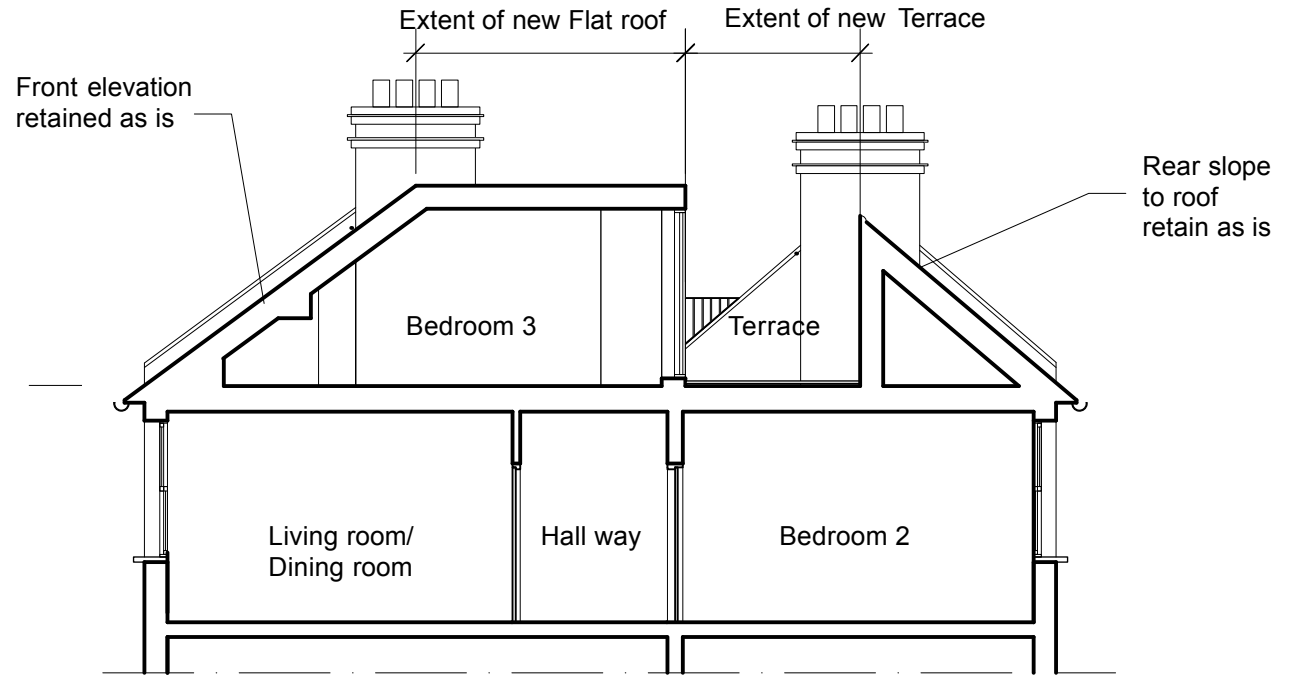 Extent of new Flat roof
Extent of new Terrace
Front elevation
retained as is
Rear slope
to roof
retain as is
Bedroom 3
Terrace
Living room/
Dining room
Hall way
Bedroom 2